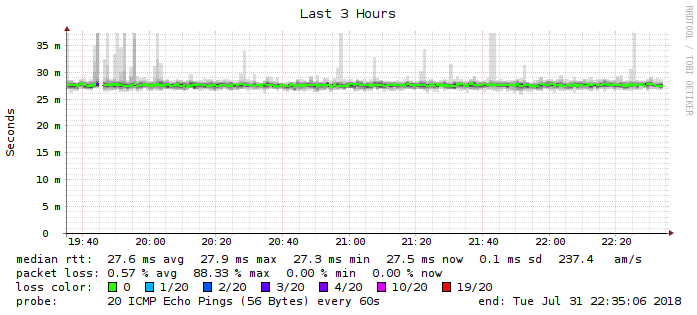 Last 3 Hours
RRDTOOL / TOBI OETIKER
Seconds
35 m
30 m
25 m
20 m
15 m
10 m
5 m
0
19:40 20:00 20:20 20:40 21:00 21:20 21:40 22:00 22:20
median rtt: 27.6 ms avg 27.9 ms max 27.3 ms min 27.5 ms now 0.1 ms sd 237.4 am/s
packet loss: 0.57 % avg 88.33 % max 0.00 % min 0.00 % now
loss color: 0 1/20 2/20 3/20 4/20 10/20 19/20
probe: 20 ICMP Echo Pings (56 Bytes) every 60s end: Tue Jul 31 22:35:06 2018